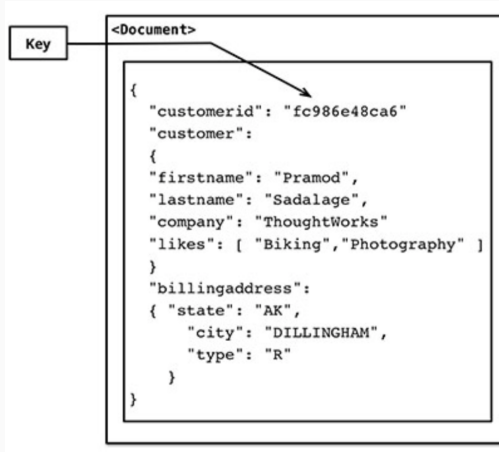 <Document>
Key
{
"customerid": "fc986e48ca6"
"customer":
{
"firstname": "Pramod",
"lastname": "Sadalage",
"company": "ThoughtWorks"
"likes": [ "Biking","Photography" ]
}
"billingaddress":
{ "state": "AK",
"city": "DILLINGHAM",
"type": "R"
}
}